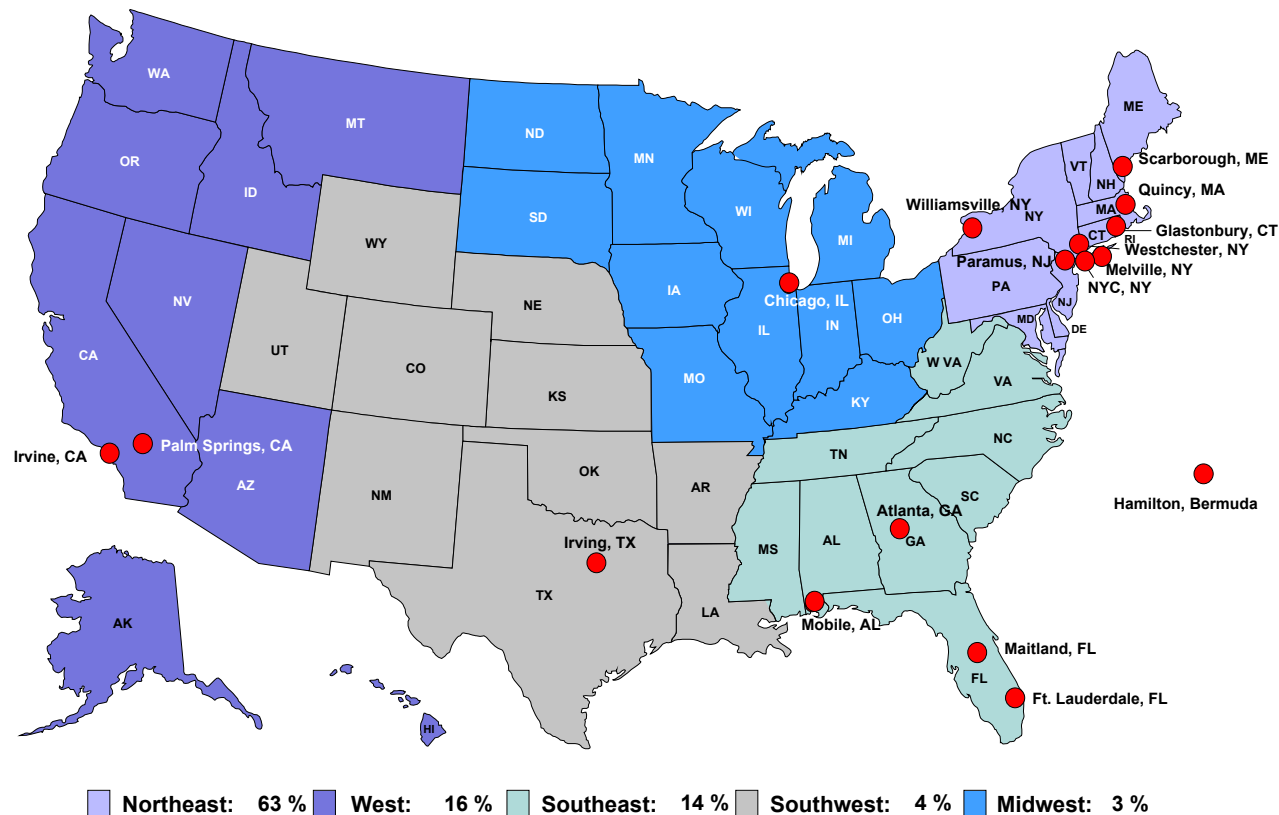 WA
MT
ND
MN
ME
OR
ID
SD
WI
MI
VT
NH
Scarborough, ME
Quincy, MA
Williamsville, NY
NY
MA
Glastonbury, CT
CT
RI
Westchester, NY
Paramus, NJ
Melville, NY
NYC, NY
WY
NV
NE
IA
Chicago, IL
IL
IN
OH
PA
NJ
MD
DE
CA
UT
CO
KS
MO
KY
W VA
VA
Irvine, CA
Palm Springs, CA
AZ
NM
OK
AR
TN
NC
SC
Hamilton, Bermuda
Irving, TX
TX
LA
MS
AL
Atlanta, GA
GA
Mobile, AL
Maitland, FL
FL
Ft. Lauderdale, FL
AK
HI
Northeast: 63 % West: 16 % Southeast: 14 % Southwest: 4 % Midwest: 3 %